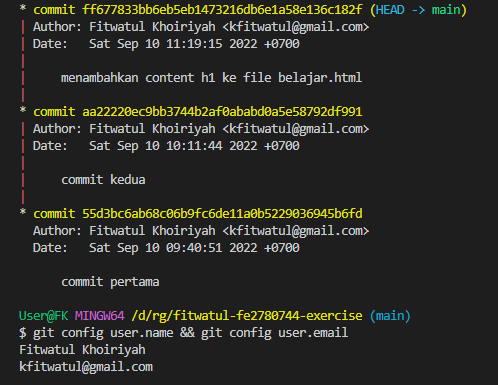 * commit ff677833bb6eb5eb1473216db6e1a58e136c182f (HEAD -> main)
| Author: Fitwatul Khoiriyah <kfitwatul@gmail.com>
| Date:   Sat Sep 10 11:19:15 2022 +0700
|
|     menambahkan content h1 ke file belajar.html
|
* commit aa22220ec9bb3744b2af0ababd0a5e58792df991
| Author: Fitwatul Khoiriyah <kfitwatul@gmail.com>
| Date:   Sat Sep 10 10:11:44 2022 +0700
|
|     commit kedua
|
* commit 55d3bc6ab68c06b9fc6de11a0b5229036945b6fd
  Author: Fitwatul Khoiriyah <kfitwatul@gmail.com>
  Date:   Sat Sep 10 09:40:51 2022 +0700

      commit pertama

User@FK MINGW64 /d/rg/fitwatul-fe2780744-exercise (main)
$ git config user.name && git config user.email
Fitwatul Khoiriyah
kfitwatul@gmail.com